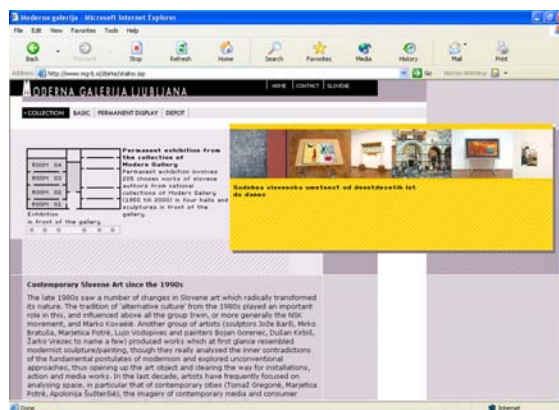 Moderna galerija - Microsoft Internet Explorer
File Edit View Favorites Tools Help
Back Forward Stop Refresh Home Search Favorites Media History Mail Print
Address http://www.mg-lj.si/zbirke/stalno.jsp Go Norton AntiVirus
MODERNA GALERIJA LJUBLJANA
HOME CONTACT SLOVENE
COLLECTION BASIC PERMANENT DISPLAY DEPOT
Permanent exhibition from
the collection of
Modern Gallery
Permanent exhibition involves
225 chosen works of slovene
authors from national
collections of Modern Gallery
(1950 till 2000) in four halls and
sculptures in front of the
gallery.
ROOM 04
ROOM 03
ROOM 02
ROOM 01
Exhibition
in front of the gallery
Sodobna slovenska umetnost od devetdesetih let
do danes
Contemporary Slovene Art since the 1990s
The late 1980s saw a number of changes in Slovene art which radically transformed
its nature. The tradition of 'alternative culture' from the 1980s played an important
role in this, and influenced above all the group Irwin, or more generally the NSK
movement, and Marko Kovačič. Another group of artists (sculptors Jože Barši, Mirko
Bratuša, Marjetica Potrč, Lujo Vodopivec and painters Bojan Gorenec, Dušan Kirbiš,
Žarko Vrezec to name a few) produced works which at first glance resembled
modernist sculpture/painting, though they really analysed the inner contradictions
of the fundamental postulates of modernism and explored unconventional
approaches, thus opening up the art object and clearing the way for installations,
action and media works. In the last decade, artists have frequently focused on
analysing space, in particular that of contemporary cities (Tomaž Gregorič, Marjetica
Potrč, Apolonija Šušteršič), the imagery of contemporary media and consumer
Done Internet